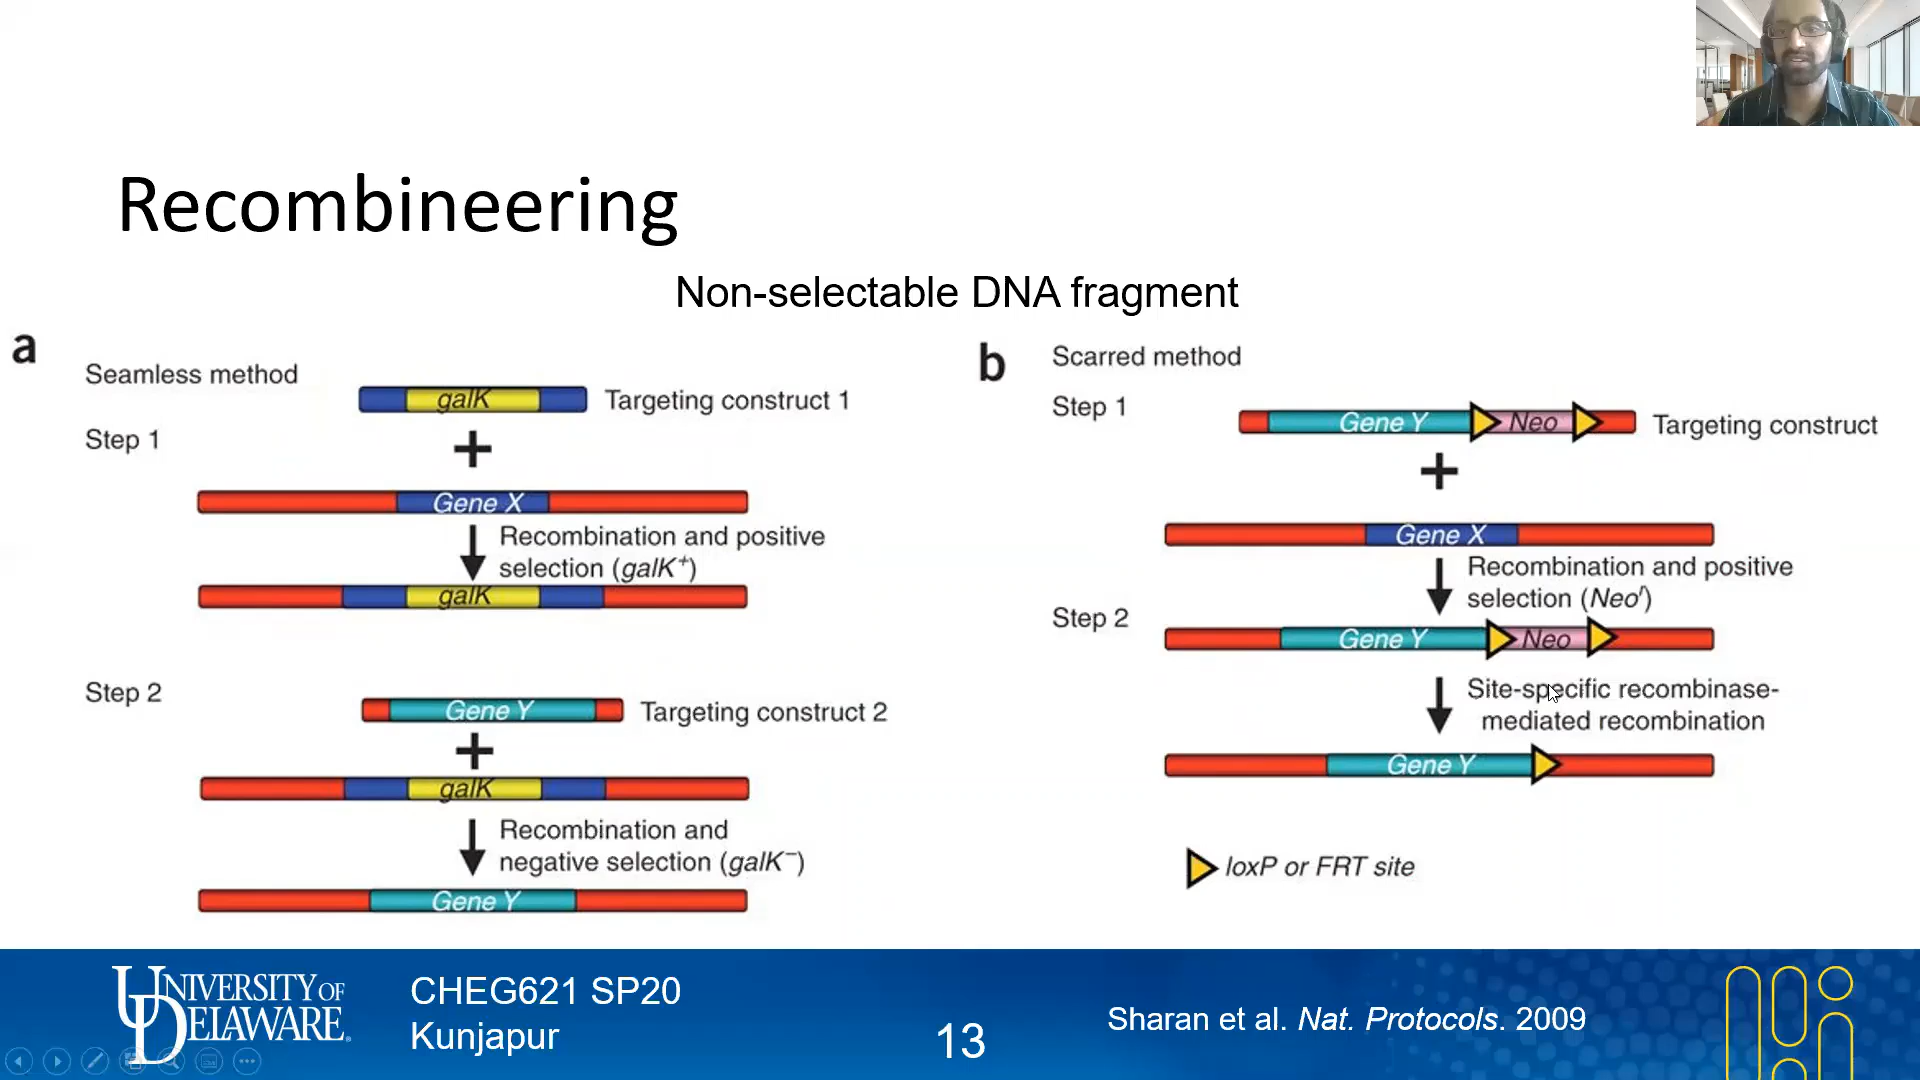 Recombineering
Non-selectable DNA fragment
a
Seamless method
galK
Targeting construct 1
Step 1
+
Gene X
Recombination and positive
selection (galK⁺)
galK
Step 2
Gene Y
Targeting construct 2
+
galK
Recombination and
negative selection (galK⁻)
Gene Y
b
Scarred method
Step 1
Gene Y
Neo
Targeting construct
+
Gene X
Recombination and positive
selection (Neoʳ)
Step 2
Gene Y
Neo
Site-specific recombinase-
mediated recombination
Gene Y
loxP or FRT site
UNIVERSITY OF
DELAWARE.
CHEG621 SP20
Kunjapur
13
Sharan et al. Nat. Protocols. 2009